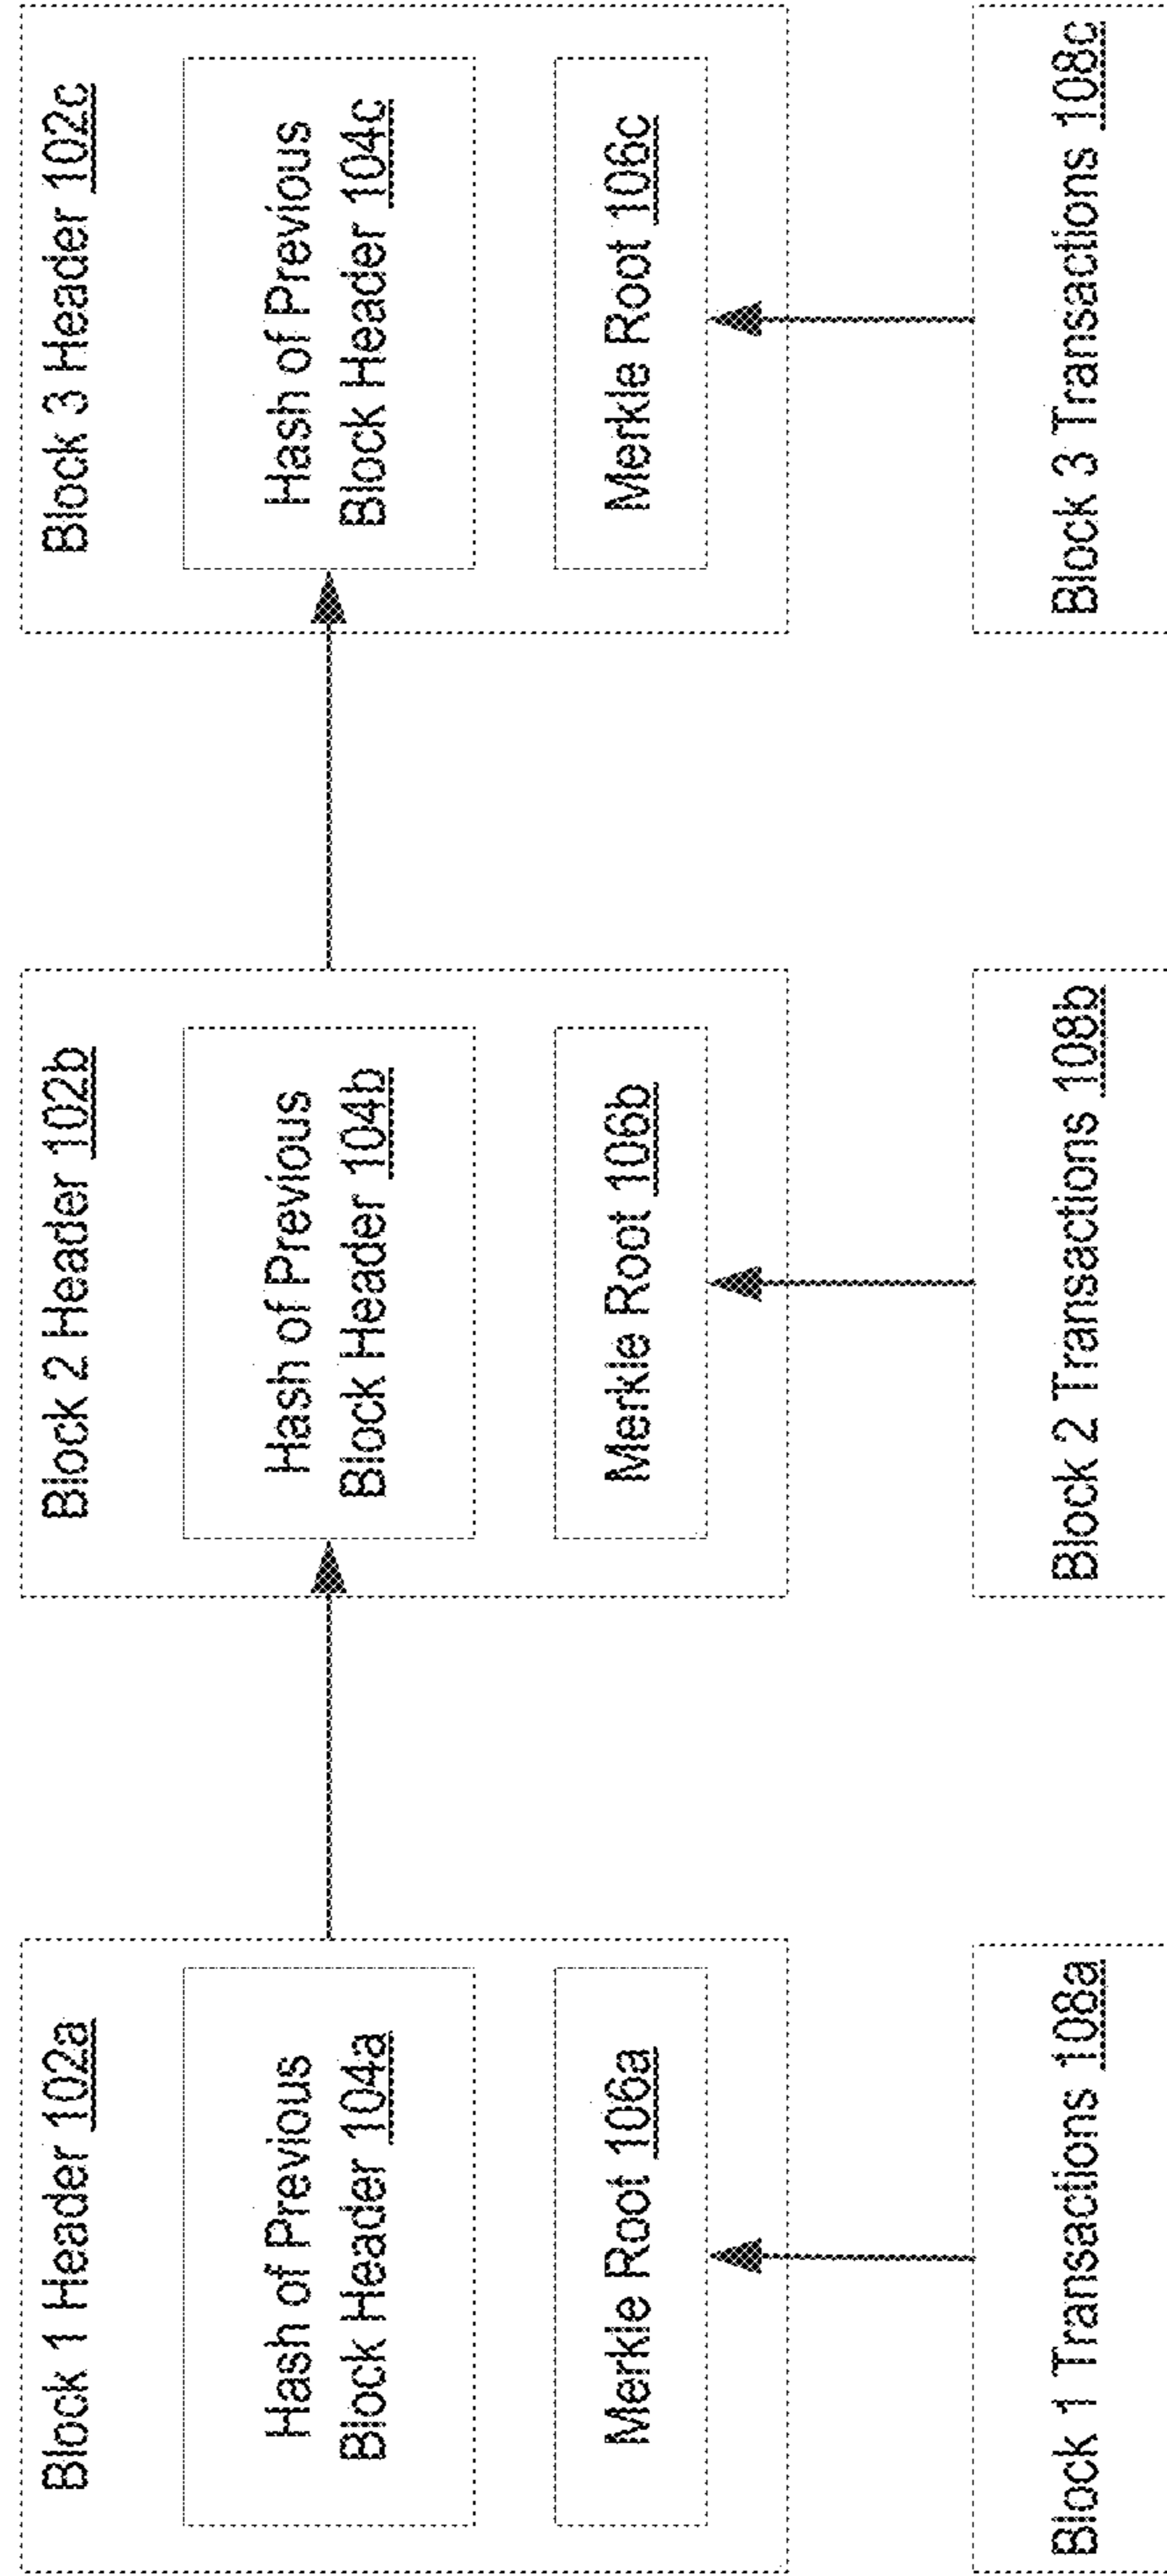 Block 1 Header 102a
Hash of Previous
Block Header 104a
Merkle Root 106a
Block 1 Transactions 108a
Block 2 Header 102b
Hash of Previous
Block Header 104b
Merkle Root 106b
Block 2 Transactions 108b
Block 3 Header 102c
Hash of Previous
Block Header 104c
Merkle Root 106c
Block 3 Transactions 108c